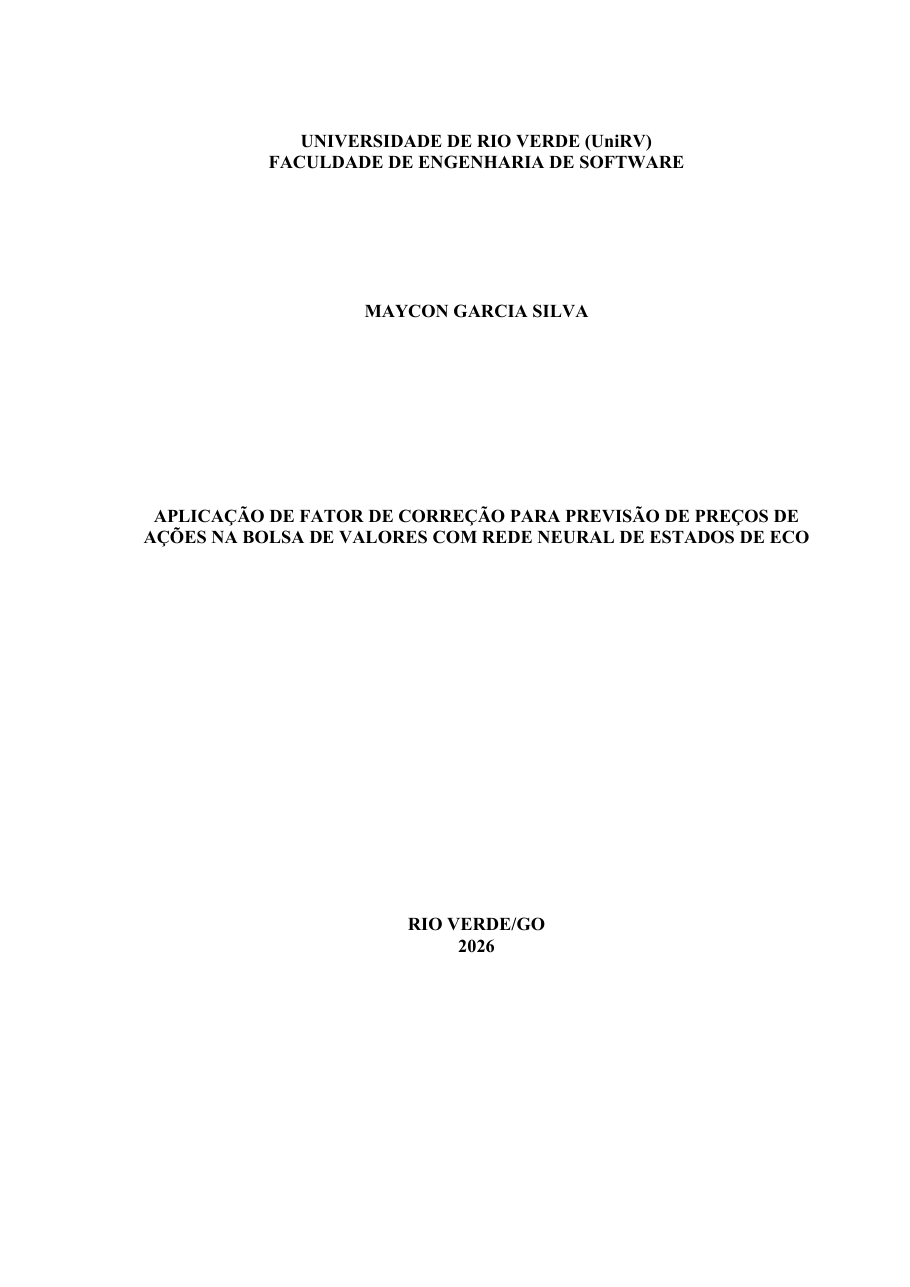 UNIVERSIDADE DE RIO VERDE (UniRV)
FACULDADE DE ENGENHARIA DE SOFTWARE
MAYCON GARCIA SILVA
APLICAÇÃO DE FATOR DE CORREÇÃO PARA PREVISÃO DE PREÇOS DE
AÇÕES NA BOLSA DE VALORES COM REDE NEURAL DE ESTADOS DE ECO
RIO VERDE/GO
2026